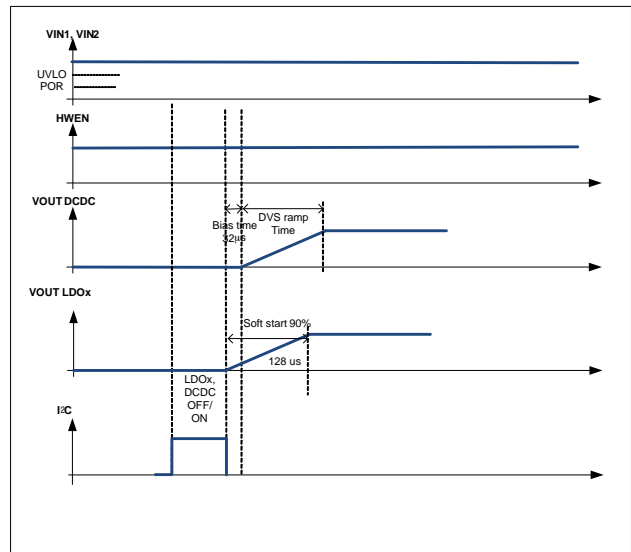 VIN1, VIN2
UVLO
POR
HWEN
VOUT DCDC
Bias time
32µs
DVS ramp
Time
VOUT LDOx
Soft start 90%
128 us
LDOx,
DCDC
OFF/
ON
I2C